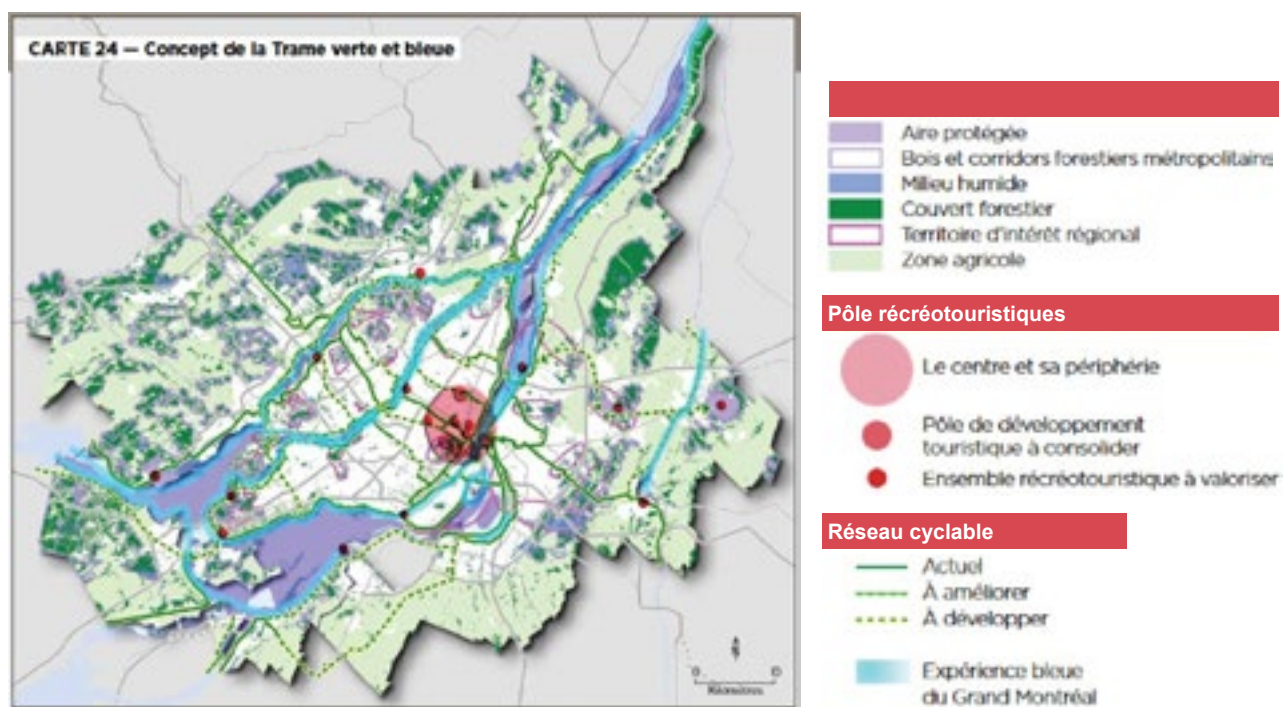 CARTE 24 — Concept de la Trame verte et bleue
Kilomètres
Aire protégée
Bois et corridors forestiers métropolitains
Milieu humide
Couvert forestier
Territoire d'intérêt régional
Zone agricole
Pôle récréotouristiques
Le centre et sa périphérie
Pôle de développement
touristique à consolider
Ensemble récréotouristique à valoriser
Réseau cyclable
Actuel
À améliorer
À développer
Expérience bleue
du Grand Montréal